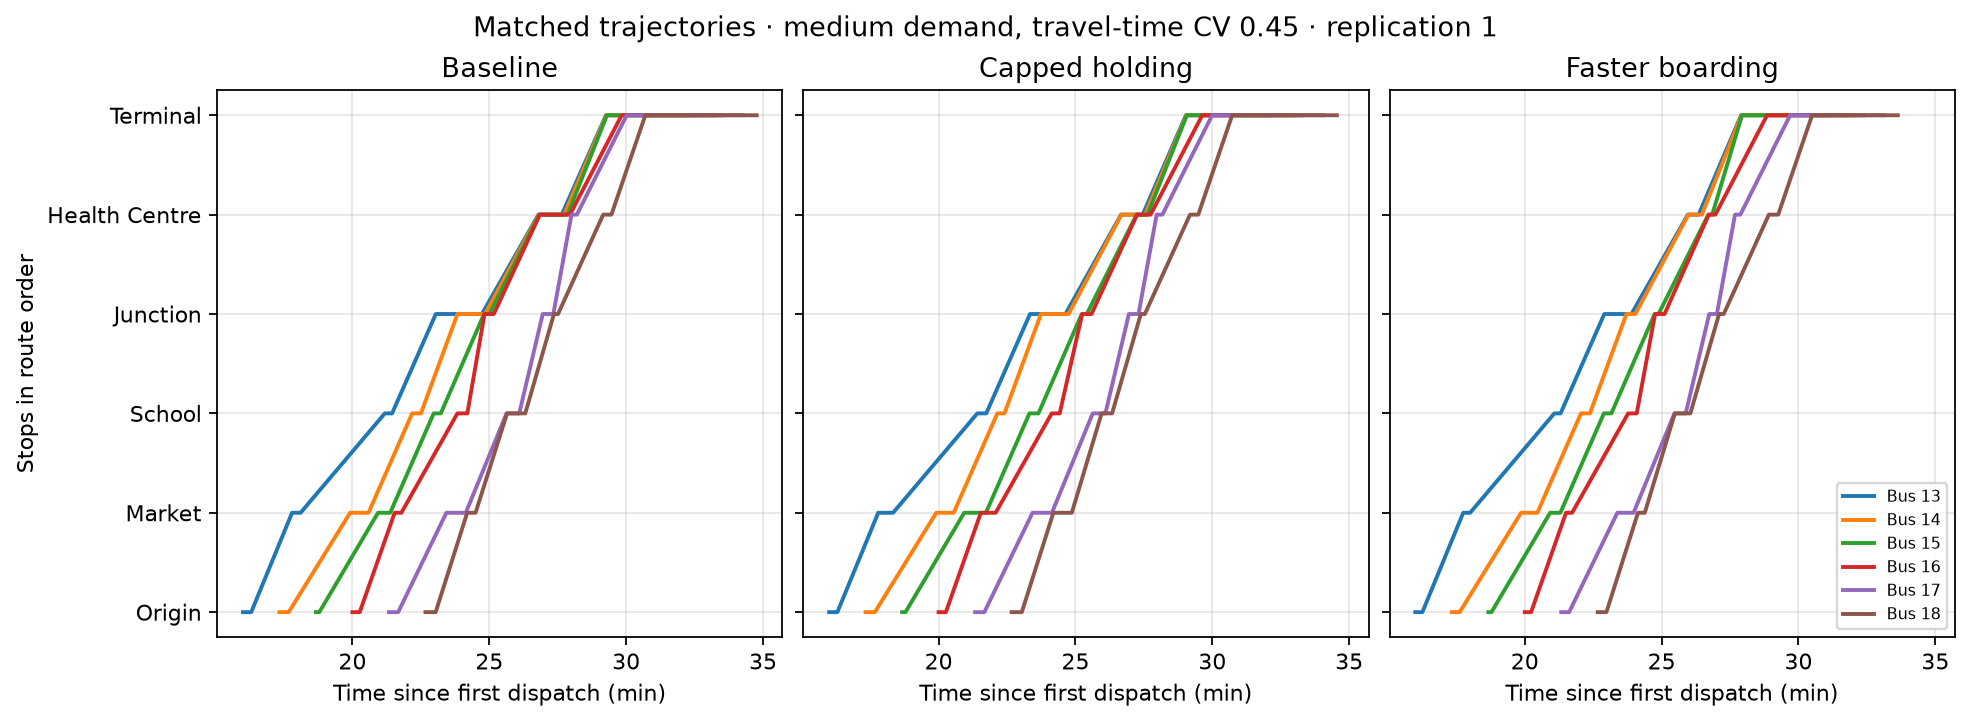 Matched trajectories · medium demand, travel-time CV 0.45 · replication 1
Baseline
Capped holding
Faster boarding
Stops in route order
Terminal
Health Centre
Junction
School
Market
Origin
20 25 30 35
20 25 30 35
20 25 30 35
Time since first dispatch (min)
Time since first dispatch (min)
Time since first dispatch (min)
Bus 13
Bus 14
Bus 15
Bus 16
Bus 17
Bus 18